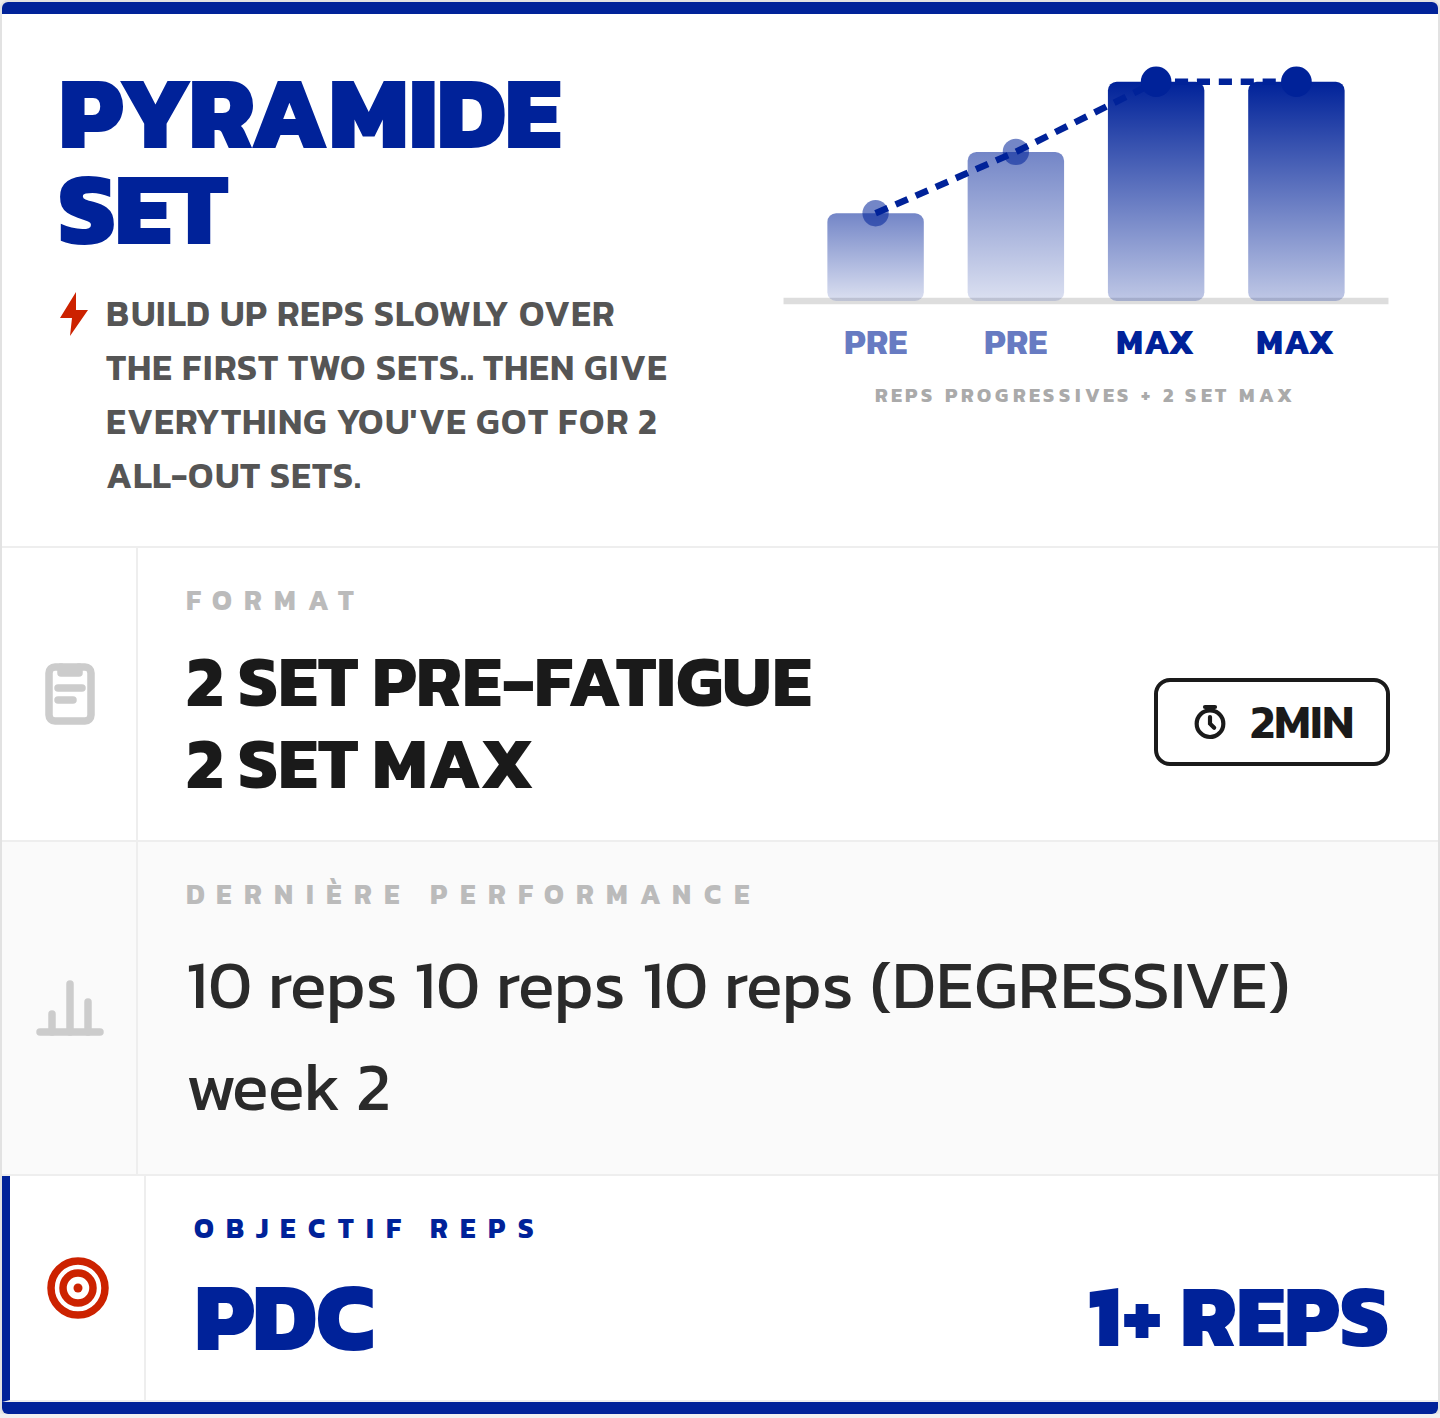 PYRAMIDE
SET
BUILD UP REPS SLOWLY OVER
THE FIRST TWO SETS.. THEN GIVE
EVERYTHING YOU'VE GOT FOR 2
ALL-OUT SETS.
PRE PRE MAX MAX
REPS PROGRESSIVES + 2 SET MAX
FORMAT
2 SET PRE-FATIGUE
2 SET MAX
2MIN
DERNIÈRE PERFORMANCE
10 reps 10 reps 10 reps (DEGRESSIVE)
week 2
OBJECTIF REPS
PDC
1+ REPS